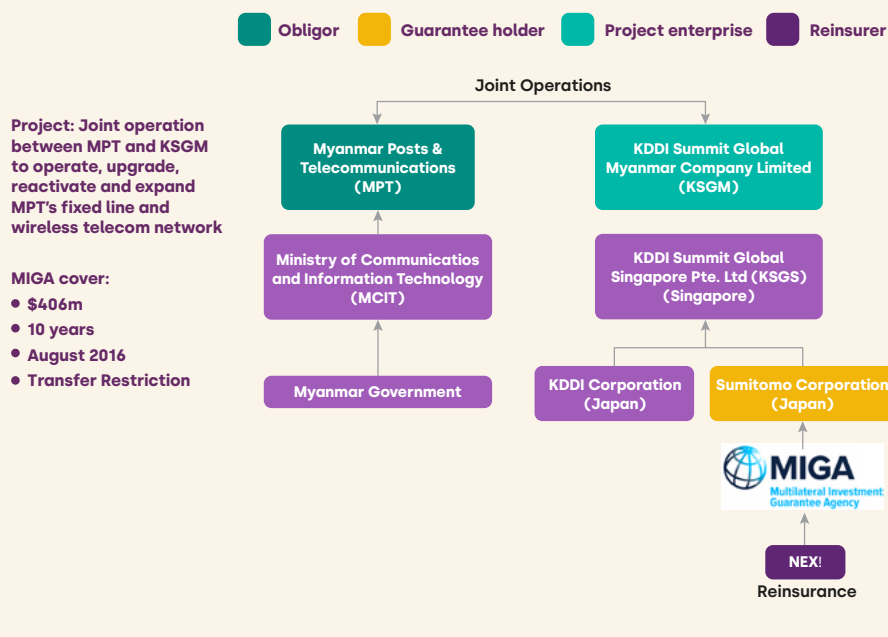 Obligor
Guarantee holder
Project enterprise
Reinsurer
Joint Operations
Project: Joint operation
between MPT and KSGM
to operate, upgrade,
reactivate and expand
MPT's fixed line and
wireless telecom network
MIGA cover:
• $406m
• 10 years
• August 2016
• Transfer Restriction
Myanmar Posts &
Telecommunications
(MPT)
KDDI Summit Global
Myanmar Company Limited
(KSGM)
Ministry of Communicatios
and Information Technology
(MCIT)
KDDI Summit Global
Singapore Pte. Ltd (KSGS)
(Singapore)
Myanmar Government
KDDI Corporation
(Japan)
Sumitomo Corporation
(Japan)
MIGA
Multilateral Investment
Guarantee Agency
NEX!
Reinsurance